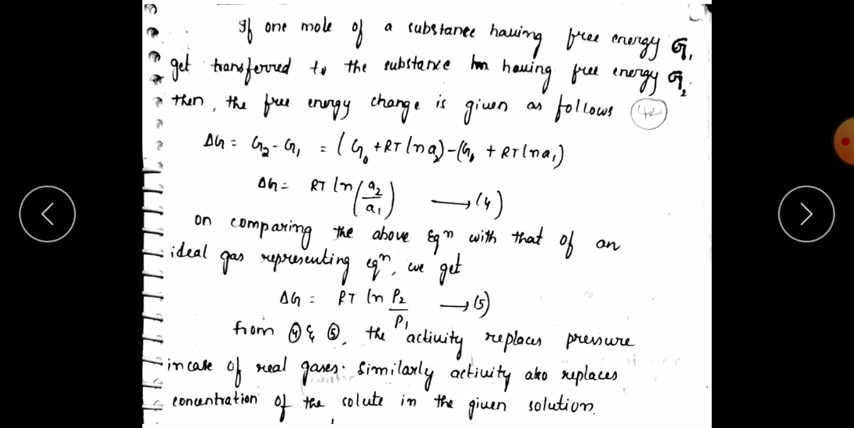 If one mole of a substance having free energy G₁
get transferred to the substance having free energy G₂
then, the free energy change is given as follows 42
ΔG = G₂ - G₁ = (G₀ + RT ln a₂) - (G₀ + RT ln a₁)
ΔG = RT ln (a₂/a₁) ⟶ (4)
on comparing the above Eqⁿ with that of an
ideal gas representing eqⁿ, we get
ΔG = RT ln P₂/P₁ ⟶ (5)
from ④ & ⑤, the activity replaces pressure
incase of real gases. Similarly activity also replaces
concentration of the solute in the given solution.